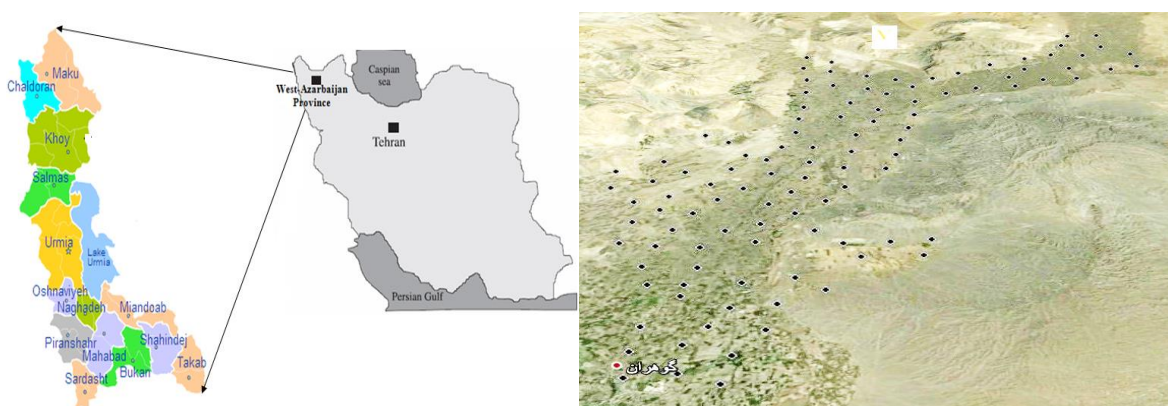 Maku
Chaldoran
Khoy
Salmas
Urmia
Lake
Urmia
Oshnaviyeh
Naghadeh
Miandoab
Piranshahr
Mahabad
Shahindej
Bukan
Takab
Sardasht
Caspian
sea
West-Azarbaijan
Province
Tehran
Persian Gulf
گوهران